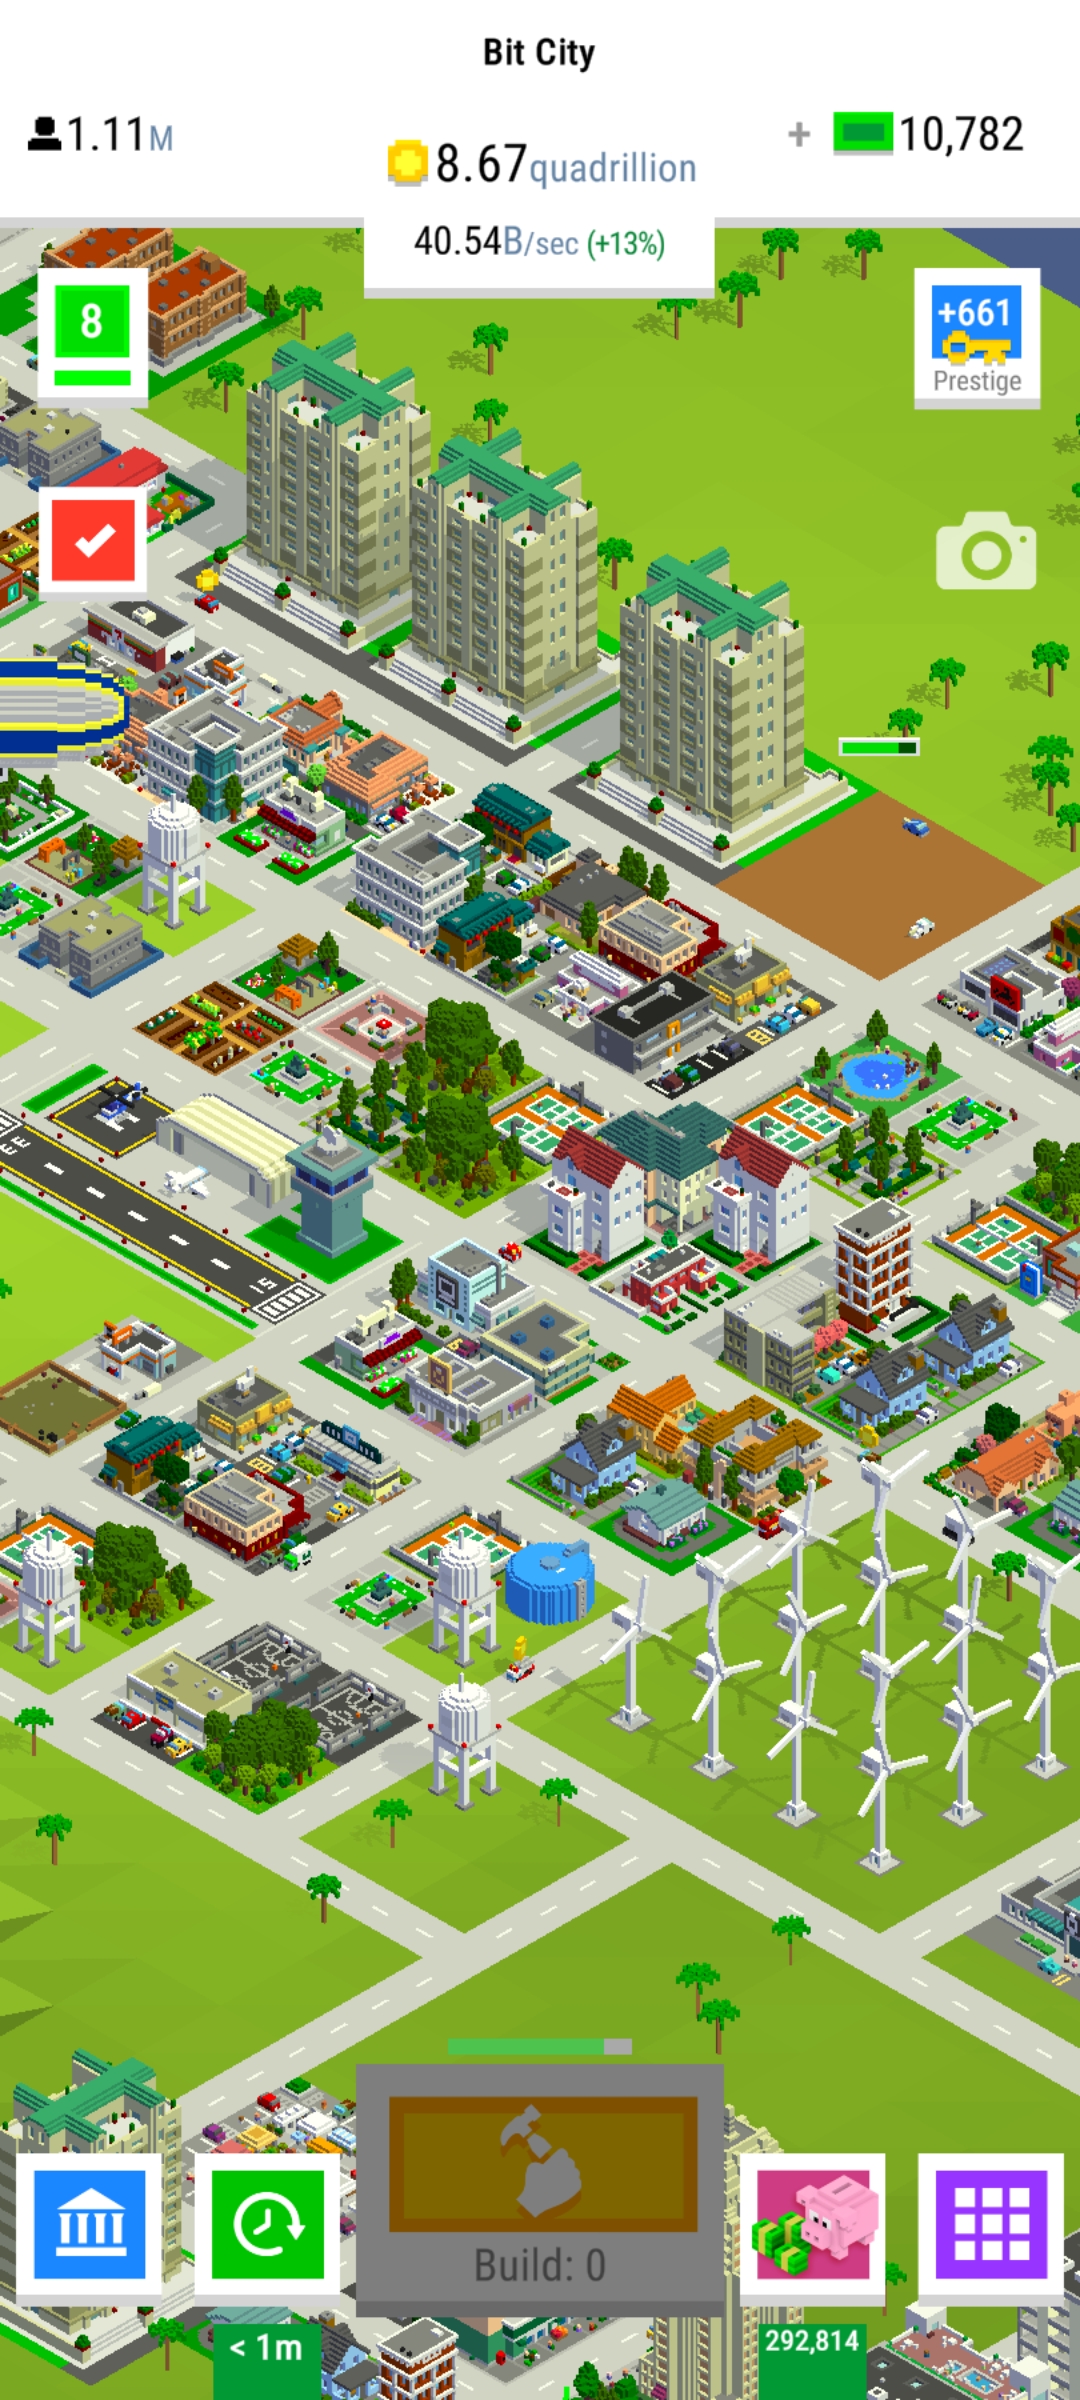 Bit City
1.11M
8.67quadrillion
+ 10,782
40.54B/sec (+13%)
8
+661
Prestige
15
Build: 0
< 1m
292,814